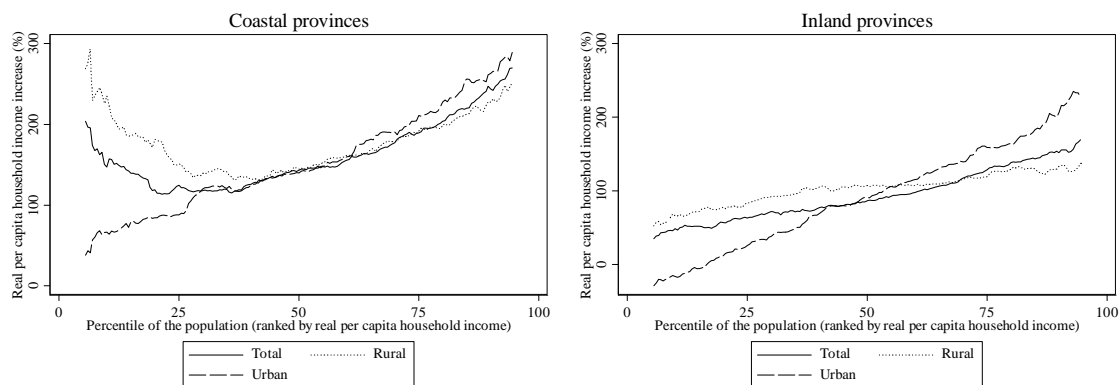 Coastal provinces
Real per capita household income increase (%)
300
200
100
0
0 25 50 75 100
Percentile of the population (ranked by real per capita household income)
Total Rural
Urban
Inland provinces
Real per capita household income increase (%)
300
200
100
0
0 25 50 75 100
Percentile of the population (ranked by real per capita household income)
Total Rural
Urban